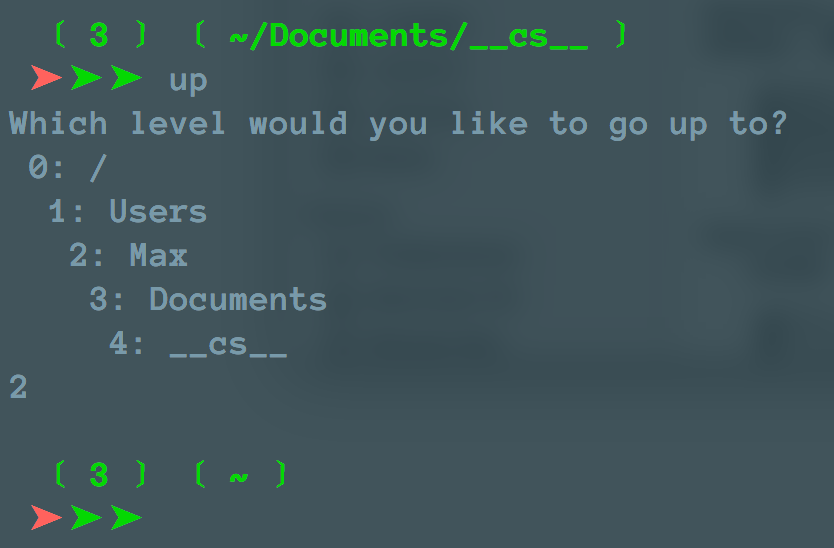 〔 3 〕 〔 ~/Documents/__cs__ 〕
➤➤➤ up
Which level would you like to go up to?
0: /
1: Users
2: Max
3: Documents
4: __cs__
2
〔 3 〕 〔 ~ 〕
➤➤➤